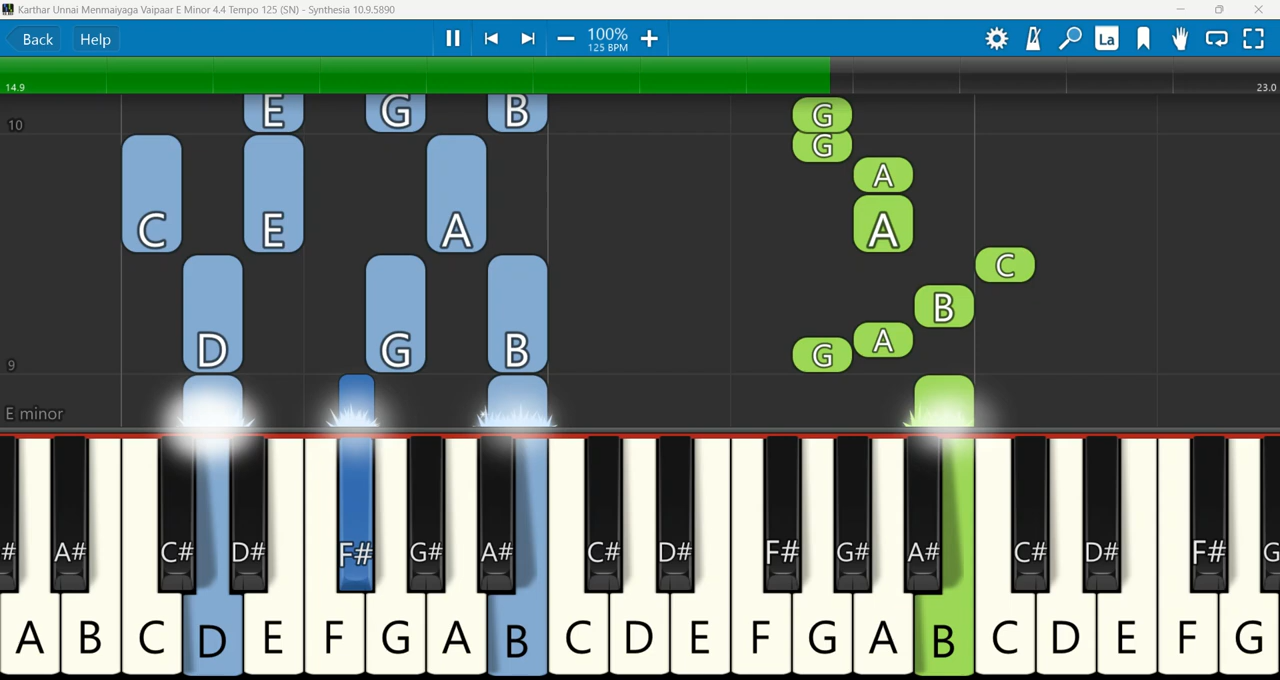 Karthar Unnai Menmaiyaga Vaipaar E Minor 4.4 Tempo 125 (SN) - Synthesia 10.9.5890
Back Help 100% La
125 BPM
14.9 23.0
E G B G
10 G
A
C E A A
C
B
A
D G B G
9
E minor
# A# C# D# F# G# A# C# D# F# G# A# C# D# F# G
A B C D E F G A B C D E F G A B C D E F G